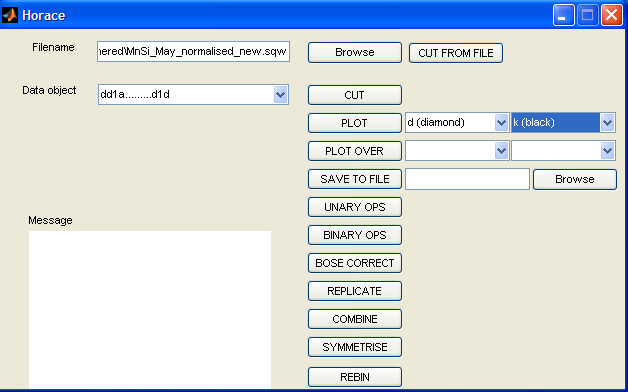 Horace
Filename hered\MnSi_May_normalised_new.sqw Browse CUT FROM FILE
Data object dd1a.........d1d CUT
PLOT d (diamond) k (black)
PLOT OVER
SAVE TO FILE Browse
UNARY OPS
Message
BINARY OPS
BOSE CORRECT
REPLICATE
COMBINE
SYMMETRISE
REBIN